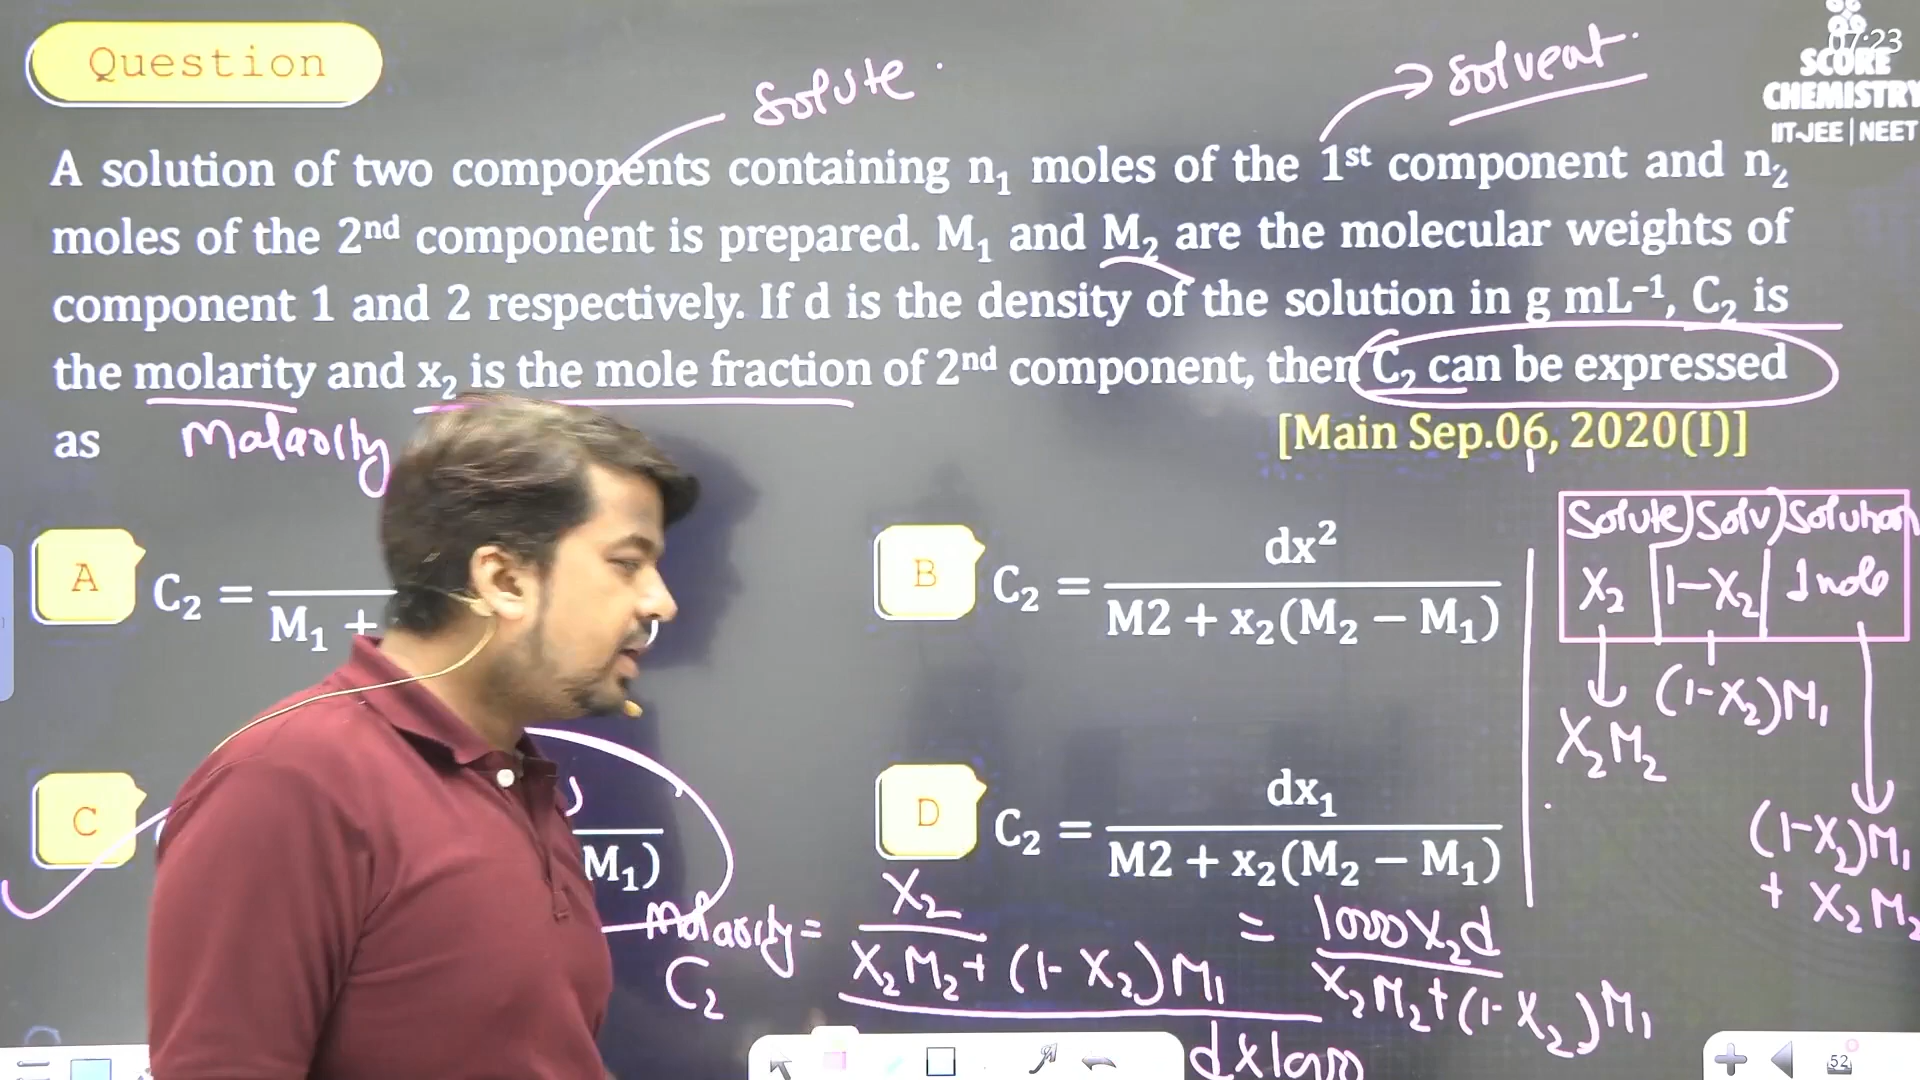 Question
solute
solvent
07:23
SCORE
CHEMISTRY
IIT-JEE | NEET
A solution of two components containing n₁ moles of the 1ˢᵗ component and n₂
moles of the 2ⁿᵈ component is prepared. M₁ and M₂ are the molecular weights of
component 1 and 2 respectively. If d is the density of the solution in g mL⁻¹, C₂ is
the molarity and x₂ is the mole fraction of 2ⁿᵈ component, then C₂ can be expressed
as
Molarity
[Main Sep.06, 2020(I)]
Solute Solv Solution
X₂ 1-X₂ 1 mole
X₂M₂
(1-X₂)M₁
(1-X₂)M₁
+ X₂M₂
A
C₂ =
M₁ +
B
C₂ = dx² / M2 + x₂(M₂ − M₁)
C
M₁)
D
C₂ = dx₁ / M2 + x₂(M₂ − M₁)
Molarity = X₂ / X₂M₂ + (1-X₂)M₁ / dx1000 = 1000X₂d / X₂M₂+(1-X₂)M₁
C₂
52